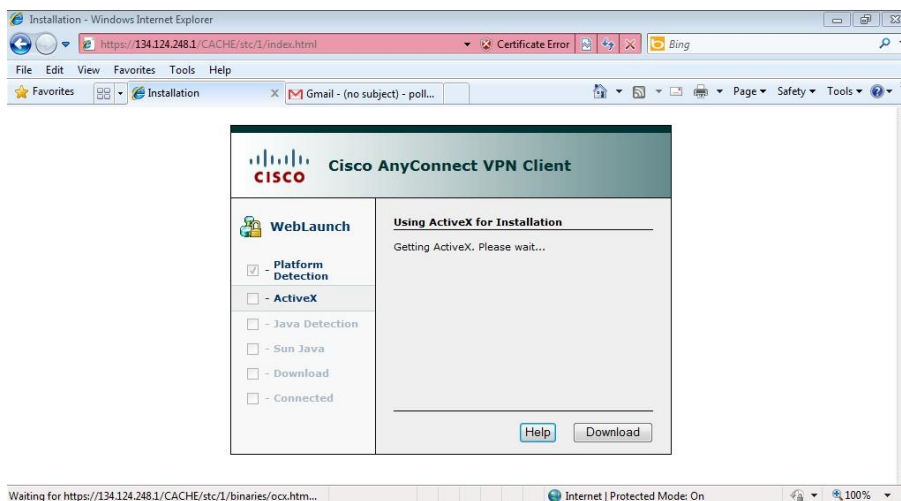 Installation - Windows Internet Explorer
https://134.124.248.1/CACHE/stc/1/index.html
Certificate Error
Bing
File Edit View Favorites Tools Help
Favorites
Installation
Gmail - (no subject) - poll...
Page Safety Tools
CISCO
Cisco AnyConnect VPN Client
WebLaunch
- Platform Detection
- ActiveX
- Java Detection
- Sun Java
- Download
- Connected
Using ActiveX for Installation
Getting ActiveX. Please wait...
Help
Download
Waiting for https://134.124.248.1/CACHE/stc/1/binaries/ocx.htm...
Internet | Protected Mode: On
100%